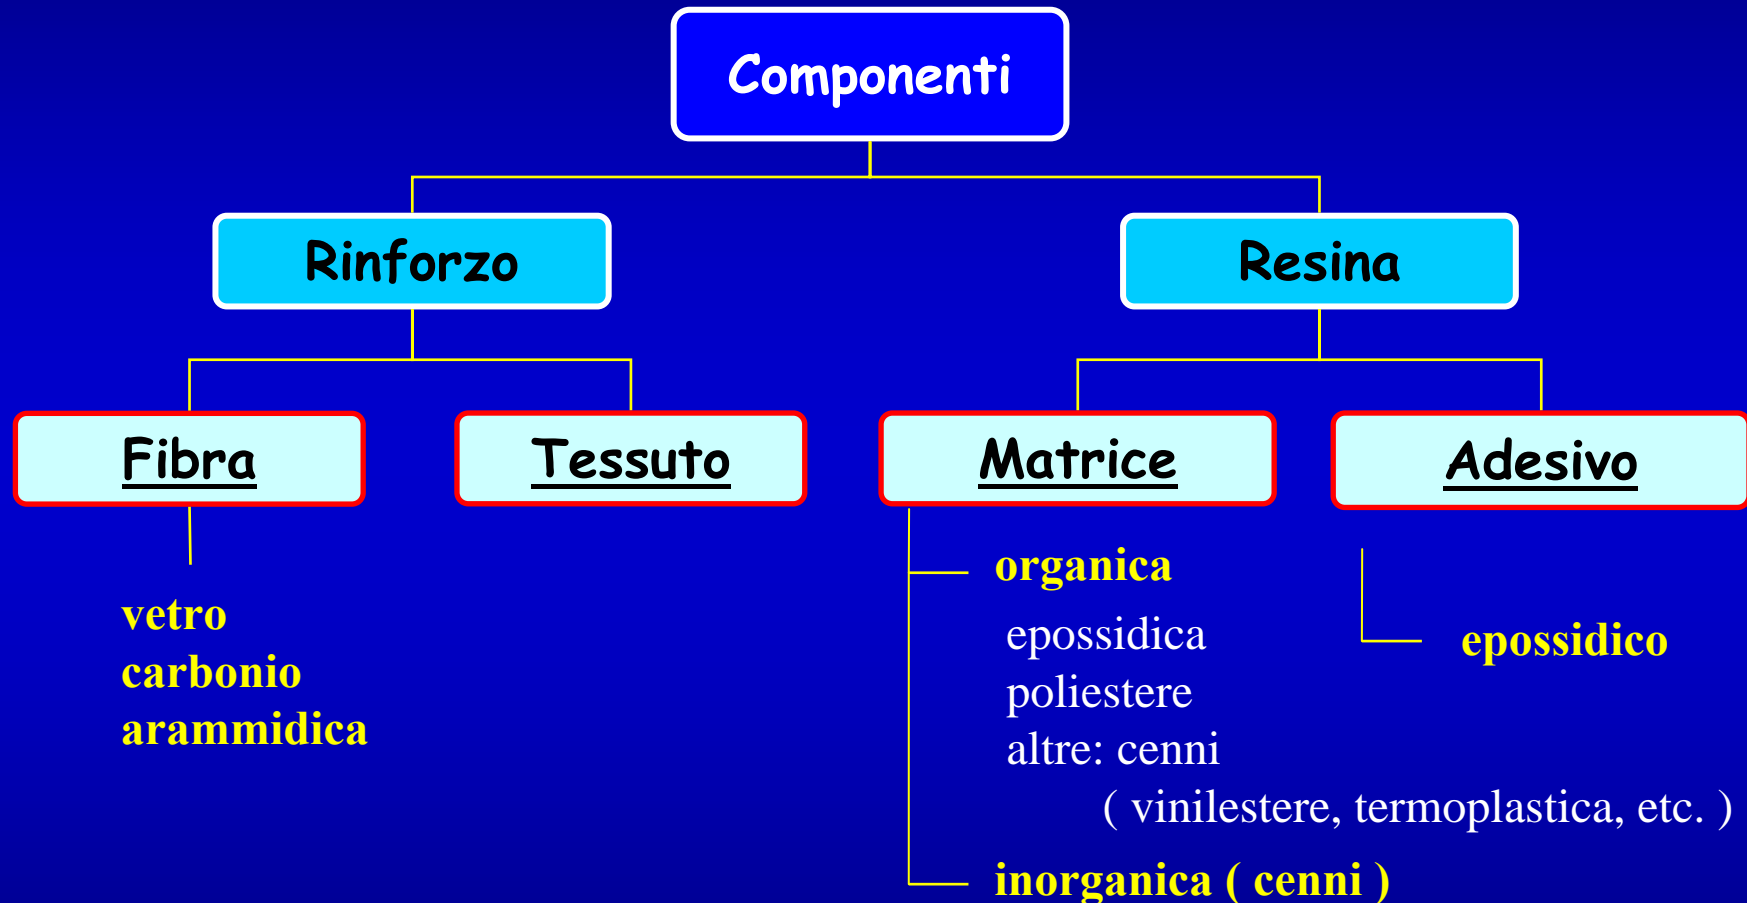 Componenti
Rinforzo
Resina
Fibra
Tessuto
Matrice
Adesivo
vetro
carbonio
arammidica
organica
epossidica
poliestere
altre: cenni
( vinilestere, termoplastica, etc. )
inorganica ( cenni )
epossidico